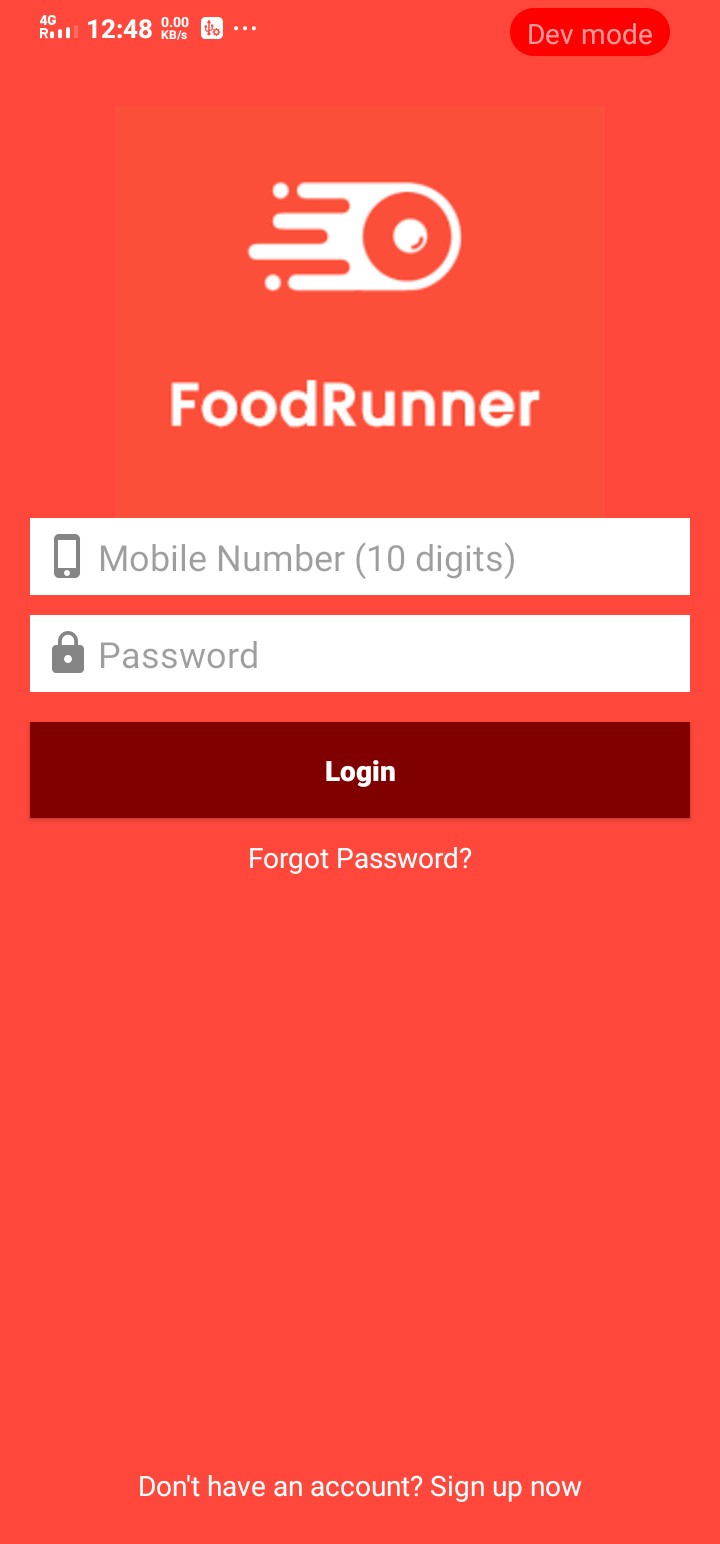 4G
R 12:48 0.00 KB/s ... Dev mode
FoodRunner
Mobile Number (10 digits)
Password
Login
Forgot Password?
Don't have an account? Sign up now